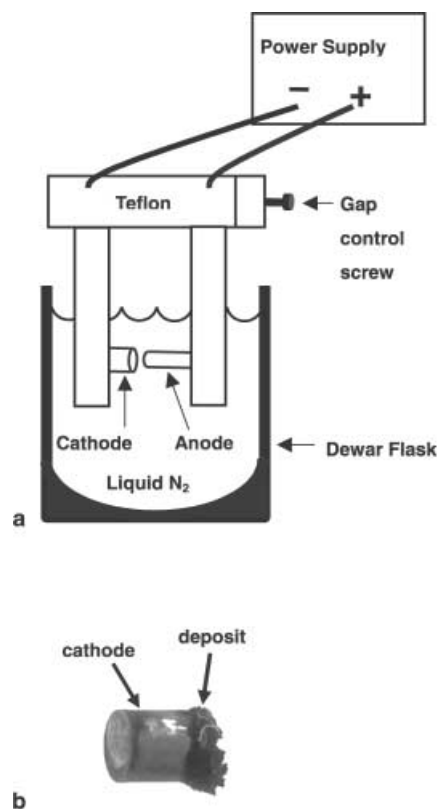 Power Supply
− +
Teflon
Gap
control
screw
Cathode
Anode
Dewar Flask
Liquid N₂
a
deposit
cathode
b